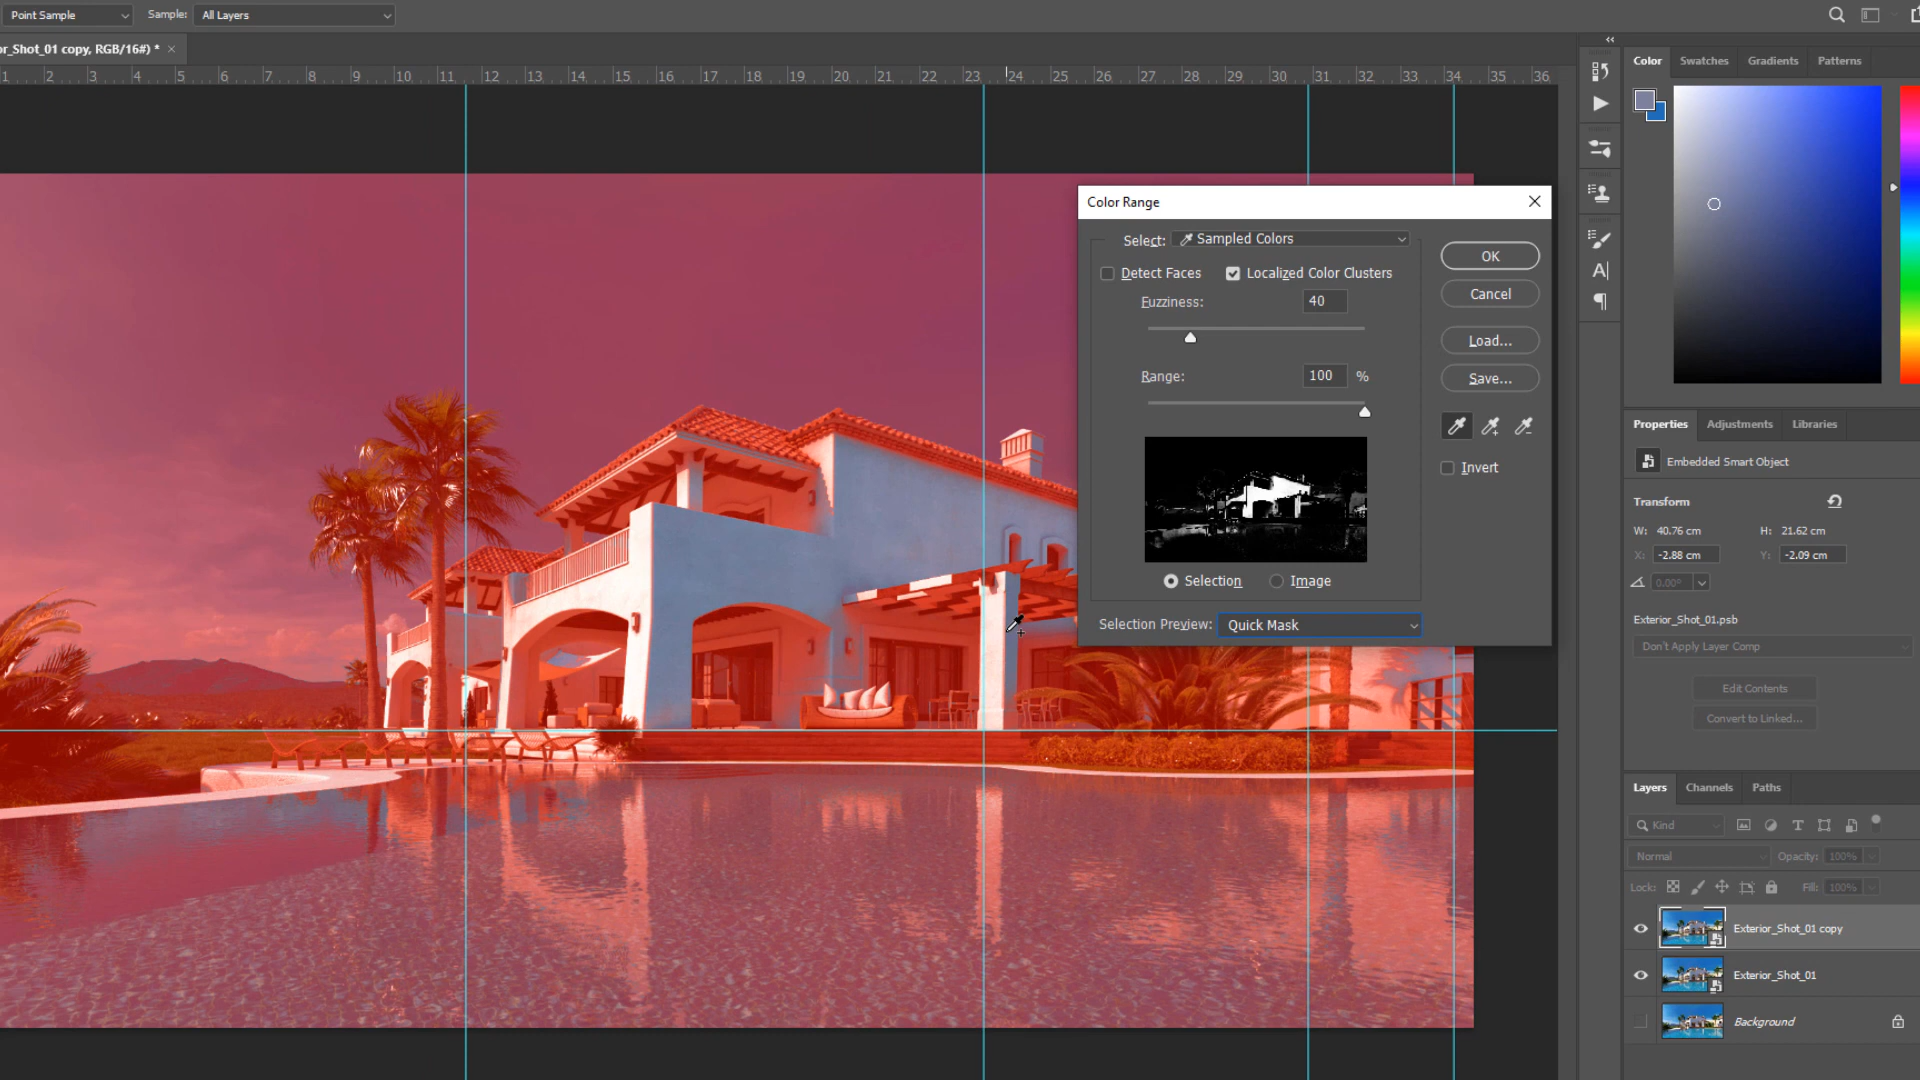 Point Sample
Sample:
All Layers
or_Shot_01 copy, RGB/16#) *
1 2 3 4 5 6 7 8 9 10 11 12 13 14 15 16 17 18 19 20 21 22 23 24 25 26 27 28 29 30 31 32 33 34 35 36
Color Range
Select: Sampled Colors
Detect Faces
Localized Color Clusters
Fuzziness: 40
Range: 100 %
Selection
Image
Selection Preview: Quick Mask
OK
Cancel
Load...
Save...
Invert
Color
Swatches
Gradients
Patterns
Properties
Adjustments
Libraries
Embedded Smart Object
Transform
W: 40.76 cm
H: 21.62 cm
X: -2.88 cm
Y: -2.09 cm
0.00°
Exterior_Shot_01.psb
Don't Apply Layer Comp
Edit Contents
Convert to Linked...
Layers
Channels
Paths
Kind
Normal
Opacity: 100%
Lock:
Fill: 100%
Exterior_Shot_01 copy
Exterior_Shot_01
Background